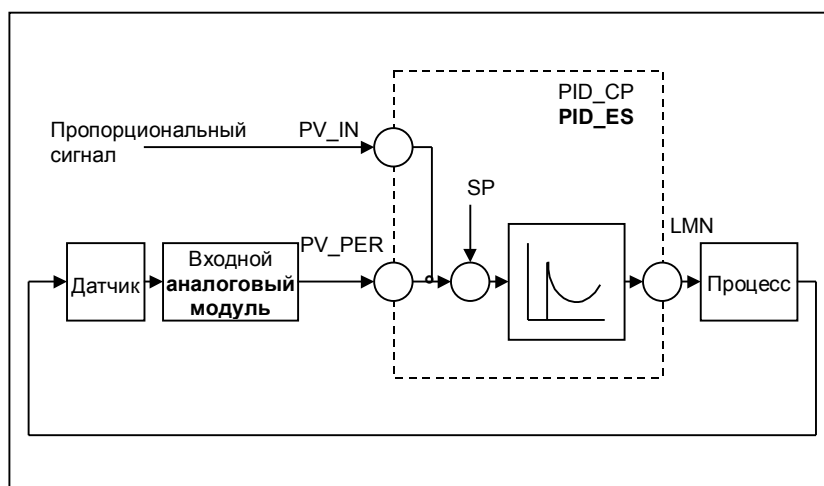 PID_CP
PID_ES
Пропорциональный
сигнал
PV_IN
SP
LMN
PV_PER
Датчик
Входной
аналоговый
модуль
Процесс